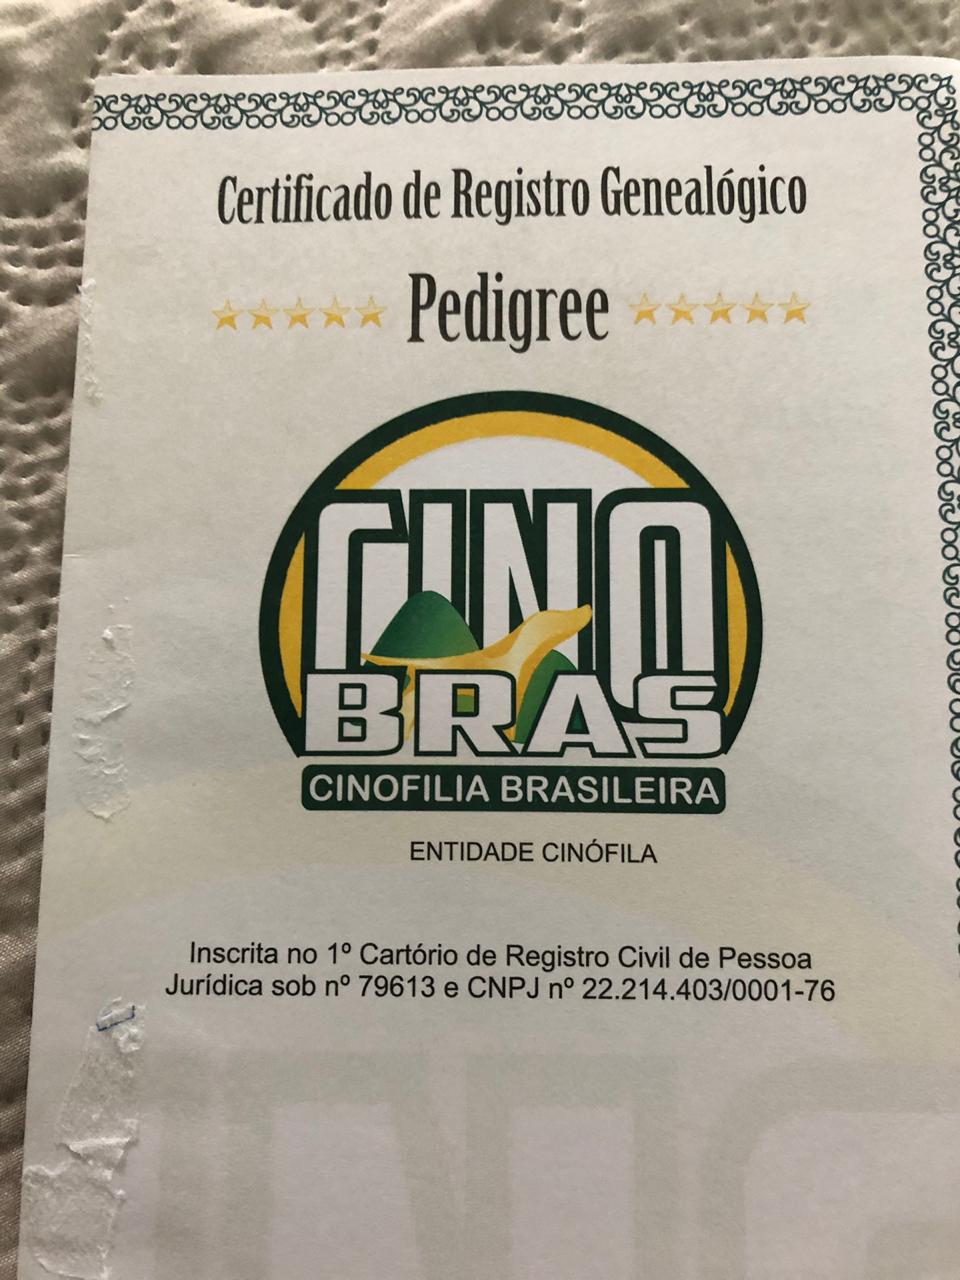 Certificado de Registro Genealógico
Pedigree
CINO
BRAS
CINOFILIA BRASILEIRA
ENTIDADE CINÓFILA
Inscrita no 1º Cartório de Registro Civil de Pessoa
Jurídica sob nº 79613 e CNPJ nº 22.214.403/0001-76